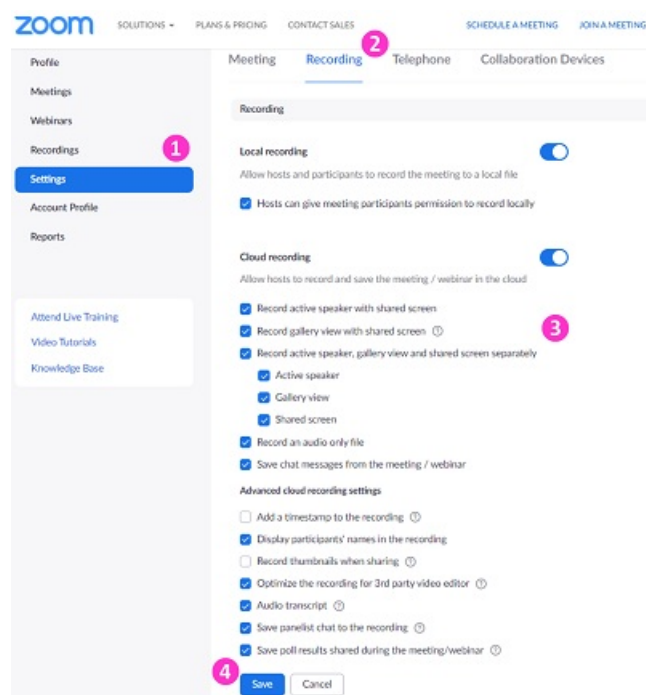 zoom SOLUTIONS PLANS & PRICING CONTACT SALES SCHEDULE A MEETING JOIN A MEETING
2
Profile
Meetings
Webinars
Recordings
1
Settings
Account Profile
Reports
Attend Live Training
Video Tutorials
Knowledge Base
Meeting Recording Telephone Collaboration Devices
Recording
Local recording
Allow hosts and participants to record the meeting to a local file
Hosts can give meeting participants permission to record locally
Cloud recording
Allow hosts to record and save the meeting / webinar in the cloud
Record active speaker with shared screen
Record gallery view with shared screen ?
3
Record active speaker, gallery view and shared screen separately
Active speaker
Gallery view
Shared screen
Record an audio only file
Save chat messages from the meeting / webinar
Advanced cloud recording settings
Add a timestamp to the recording ?
Display participants' names in the recording
Record thumbnails when sharing ?
Optimize the recording for 3rd party video editor ?
Audio transcript ?
Save panelist chat to the recording ?
Save poll results shared during the meeting/webinar ?
4
Save Cancel